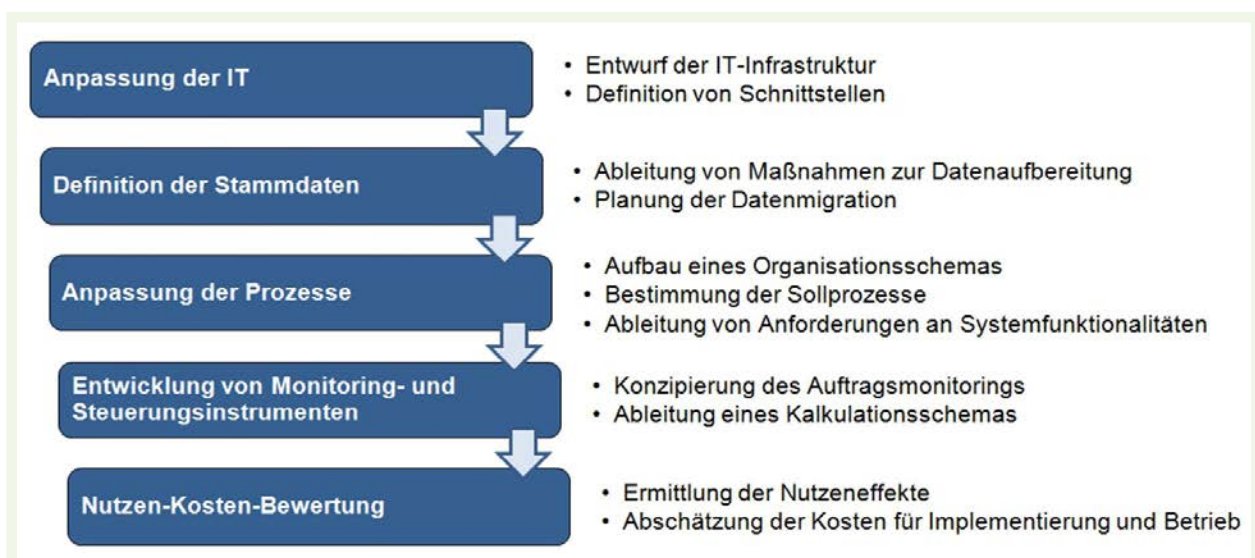 Anpassung der IT
• Entwurf der IT-Infrastruktur
• Definition von Schnittstellen
Definition der Stammdaten
• Ableitung von Maßnahmen zur Datenaufbereitung
• Planung der Datenmigration
Anpassung der Prozesse
• Aufbau eines Organisationsschemas
• Bestimmung der Sollprozesse
• Ableitung von Anforderungen an Systemfunktionalitäten
Entwicklung von Monitoring- und
Steuerungsinstrumenten
• Konzipierung des Auftragsmonitorings
• Ableitung eines Kalkulationsschemas
Nutzen-Kosten-Bewertung
• Ermittlung der Nutzeneffekte
• Abschätzung der Kosten für Implementierung und Betrieb